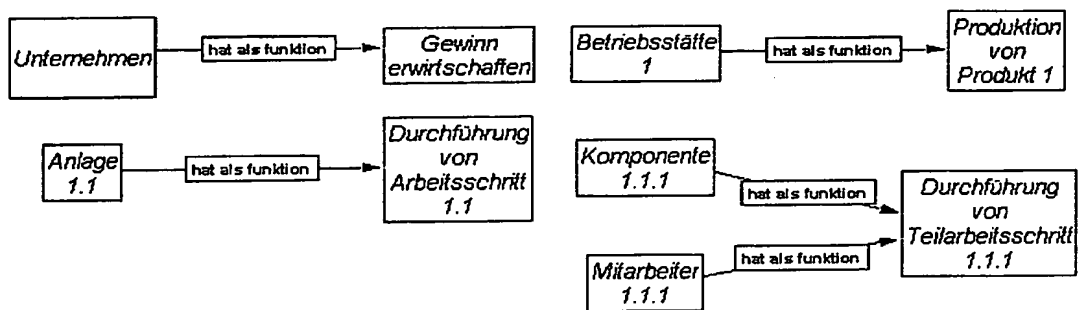 Unternehmen
hat als funktion
Gewinn
erwirtschaften
Betriebsstätte
1
hat als funktion
Produktion
von
Produkt 1
Anlage
1.1
hat als funktion
Durchführung
von
Arbeitsschritt
1.1
Komponente
1.1.1
hat als funktion
Mitarbeiter
1.1.1
hat als funktion
Durchführung
von
Teilarbeitsschritt
1.1.1